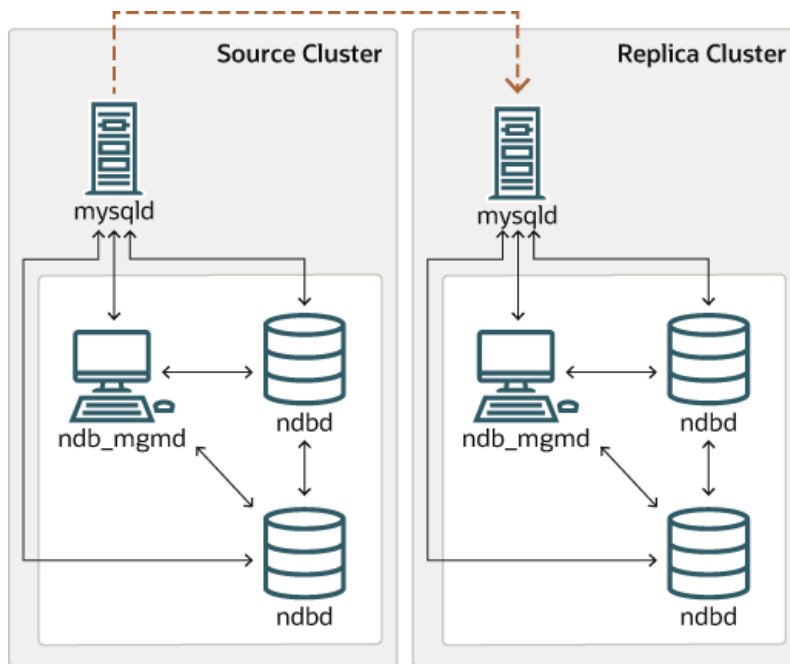 Source Cluster
mysqld
ndb_mgmd
ndbd
ndbd
Replica Cluster
mysqld
ndb_mgmd
ndbd
ndbd